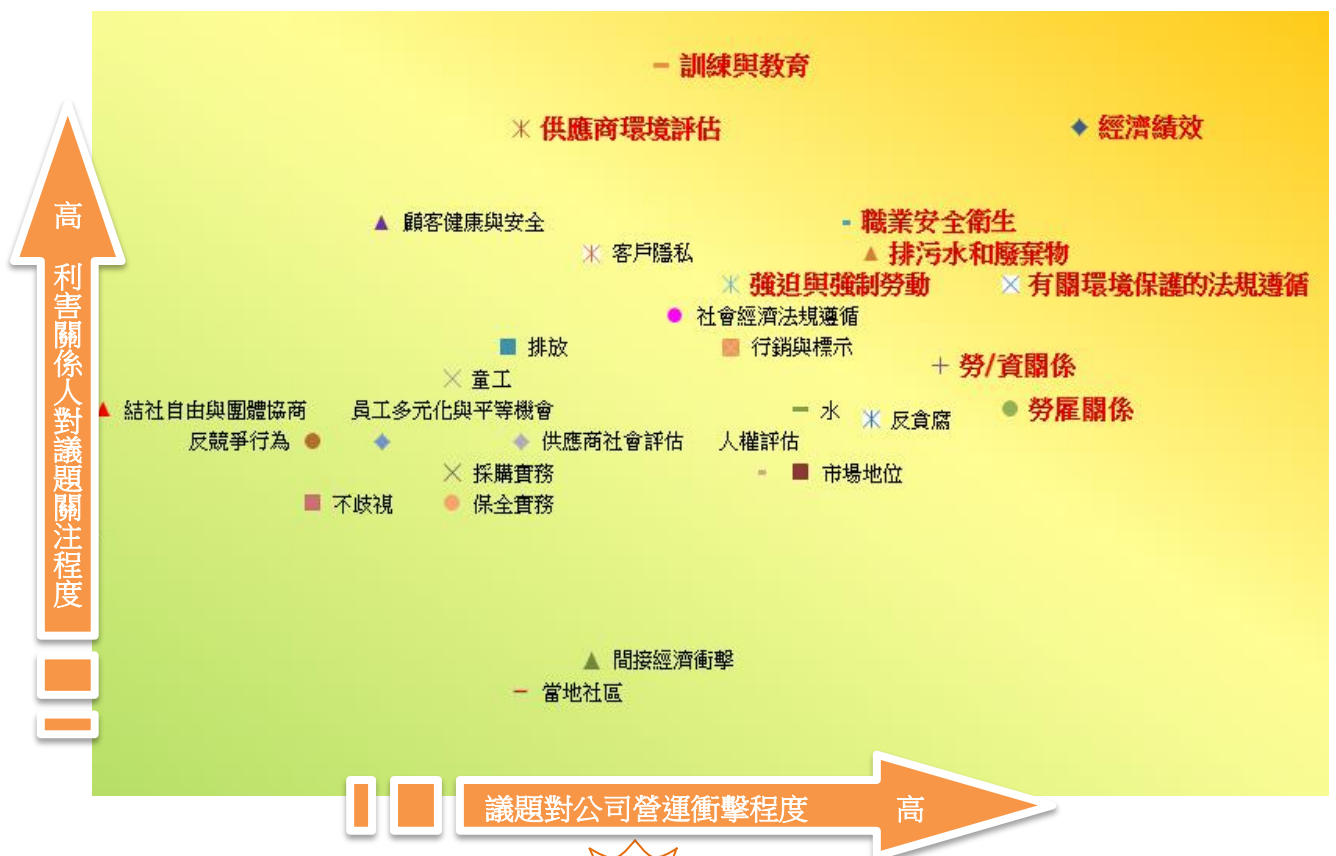 訓練與教育
供應商環境評估
經濟績效
顧客健康與安全
職業安全衛生
客戶隱私
排污水和廢棄物
強迫與強制勞動
有關環境保護的法規遵循
社會經濟法規遵循
排放
行銷與標示
勞/資關係
童工
結社自由與團體協商
員工多元化與平等機會
水
反貪腐
勞雇關係
反競爭行為
供應商社會評估
人權評估
採購實務
市場地位
不歧視
保全實務
間接經濟衝擊
當地社區
高 利害關係人對議題關注程度
議題對公司營運衝擊程度 高